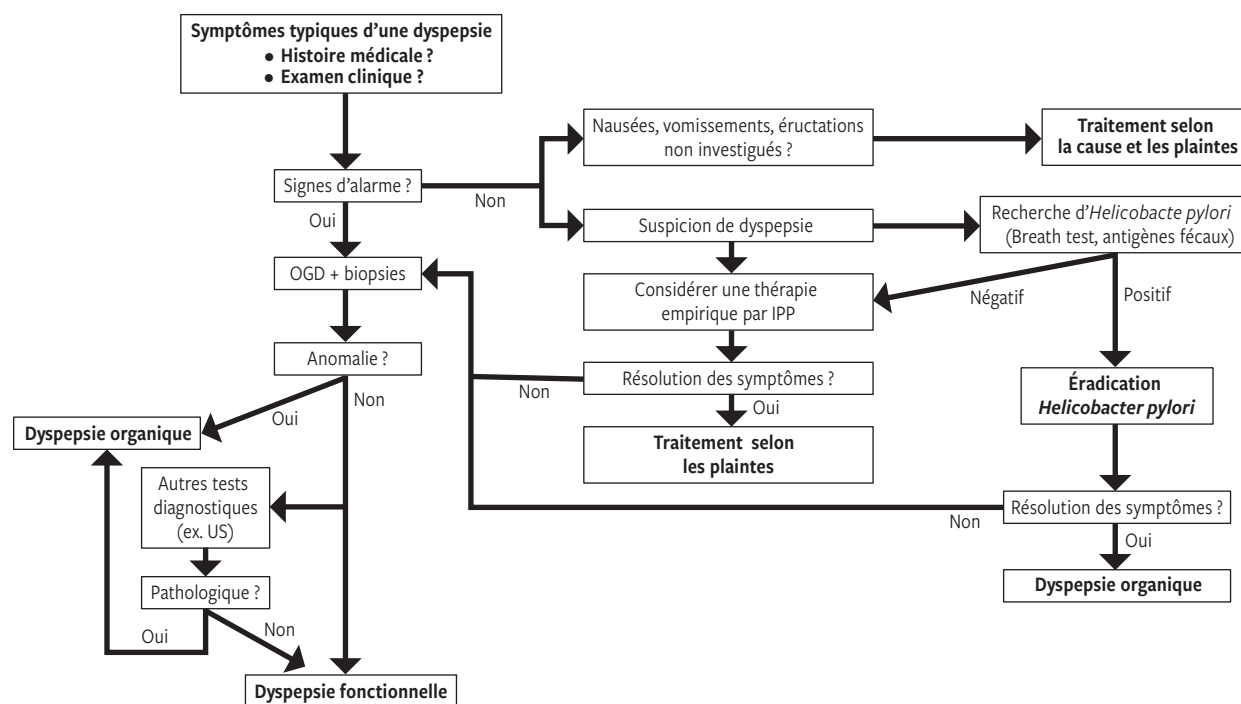 Symptômes typiques d’une dyspepsie
● Histoire médicale ?
● Examen clinique ?
Nausées, vomissements, éructations
non investigués ?
Traitement selon
la cause et les plaintes
Signes d’alarme ?
Non
Oui
Suspicion de dyspepsie
Recherche d’Helicobacte pylori
(Breath test, antigènes fécaux)
OGD + biopsies
Considérer une thérapie
empirique par IPP
Négatif
Positif
Anomalie ?
Résolution des symptômes ?
Non
Oui
Non
Oui
Éradication
Helicobacter pylori
Dyspepsie organique
Traitement selon
les plaintes
Autres tests
diagnostiques
(ex. US)
Résolution des symptômes ?
Non
Oui
Pathologique ?
Dyspepsie organique
Oui
Non
Dyspepsie fonctionnelle